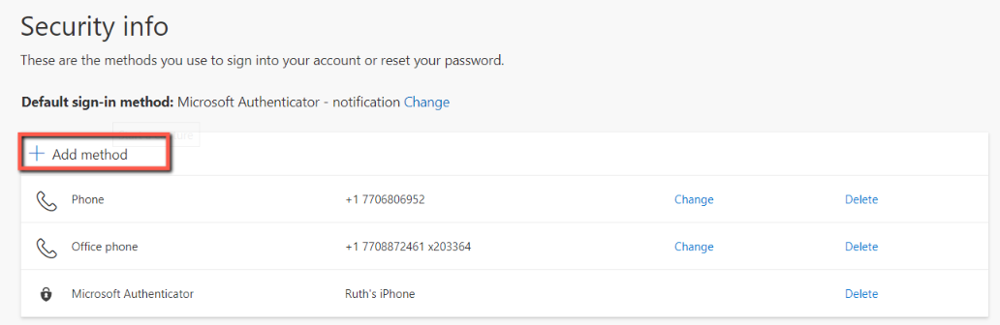 Security info
These are the methods you use to sign into your account or reset your password.
Default sign-in method: Microsoft Authenticator - notification Change
+ Add method
Phone +1 7706806952 Change Delete
Office phone +1 7708872461 x203364 Change Delete
Microsoft Authenticator Ruth's iPhone Delete